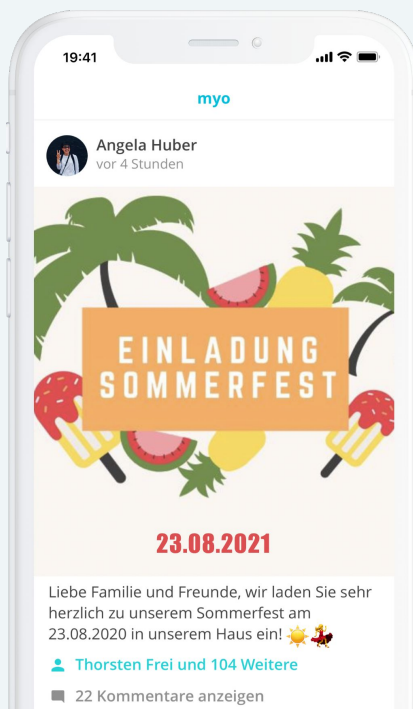 19:41
myo
Angela Huber
vor 4 Stunden
EINLADUNG
SOMMERFEST
23.08.2021
Liebe Familie und Freunde, wir laden Sie sehr
herzlich zu unserem Sommerfest am
23.08.2020 in unserem Haus ein! ☀️💃
Thorsten Frei und 104 Weitere
22 Kommentare anzeigen